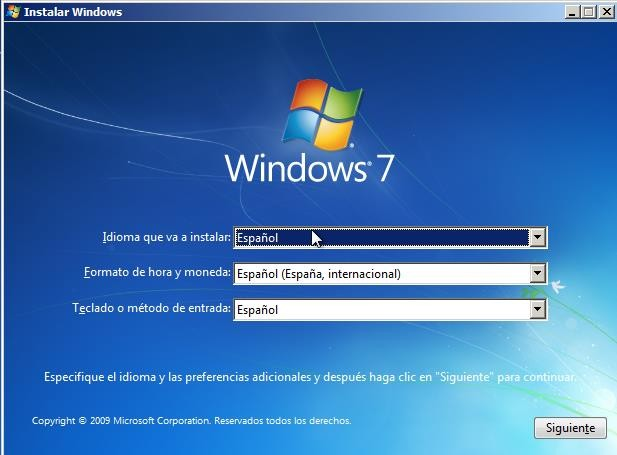 Instalar Windows
Windows® 7
Idioma que va a instalar: Español
Formato de hora y moneda: Español (España, internacional)
Teclado o método de entrada: Español
Especifique el idioma y las preferencias adicionales y después haga clic en "Siguiente" para continuar.
Copyright © 2009 Microsoft Corporation. Reservados todos los derechos.
Siguiente